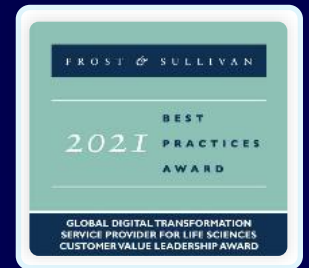 FROST & SULLIVAN
BEST
2021 PRACTICES
AWARD
GLOBAL DIGITAL TRANSFORMATION
SERVICE PROVIDER FOR LIFE SCIENCES
CUSTOMER VALUE LEADERSHIP AWARD